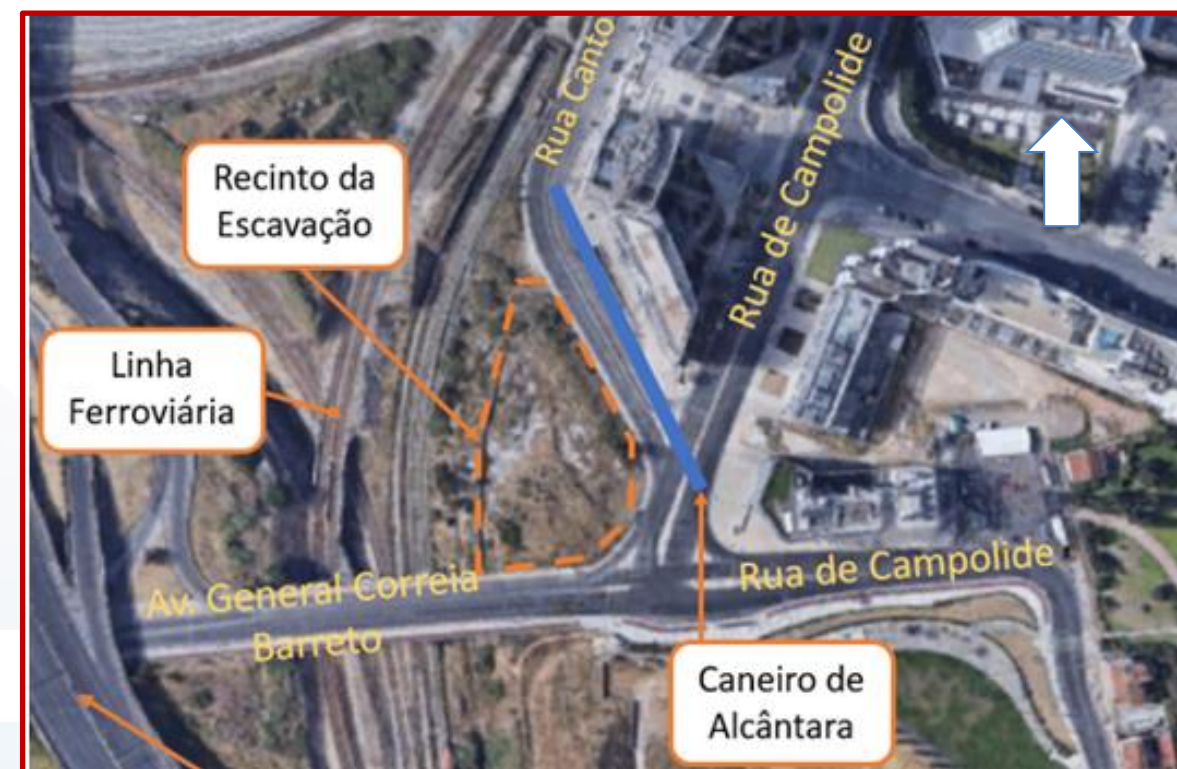 Rua Canto
Rua de Campolide
Recinto da
Escavação
Linha
Ferroviária
Av. General Correia
Barreto
Rua de Campolide
Caneiro de
Alcântara